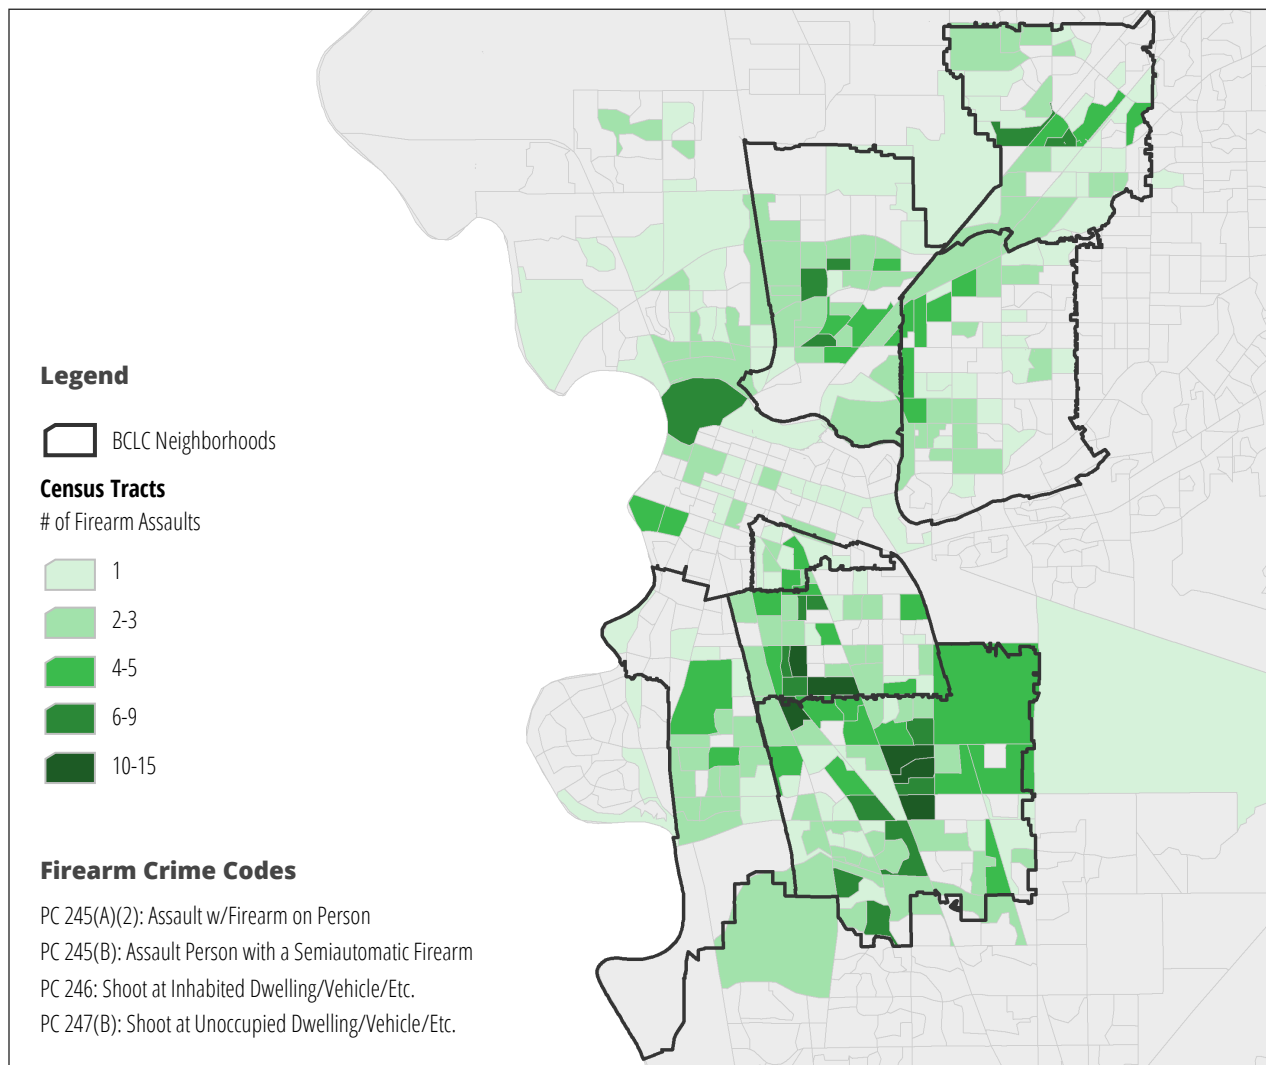 Legend
BCLC Neighborhoods
Census Tracts
# of Firearm Assaults
1
2-3
4-5
6-9
10-15
Firearm Crime Codes
PC 245(A)(2): Assault w/Firearm on Person
PC 245(B): Assault Person with a Semiautomatic Firearm
PC 246: Shoot at Inhabited Dwelling/Vehicle/Etc.
PC 247(B): Shoot at Unoccupied Dwelling/Vehicle/Etc.